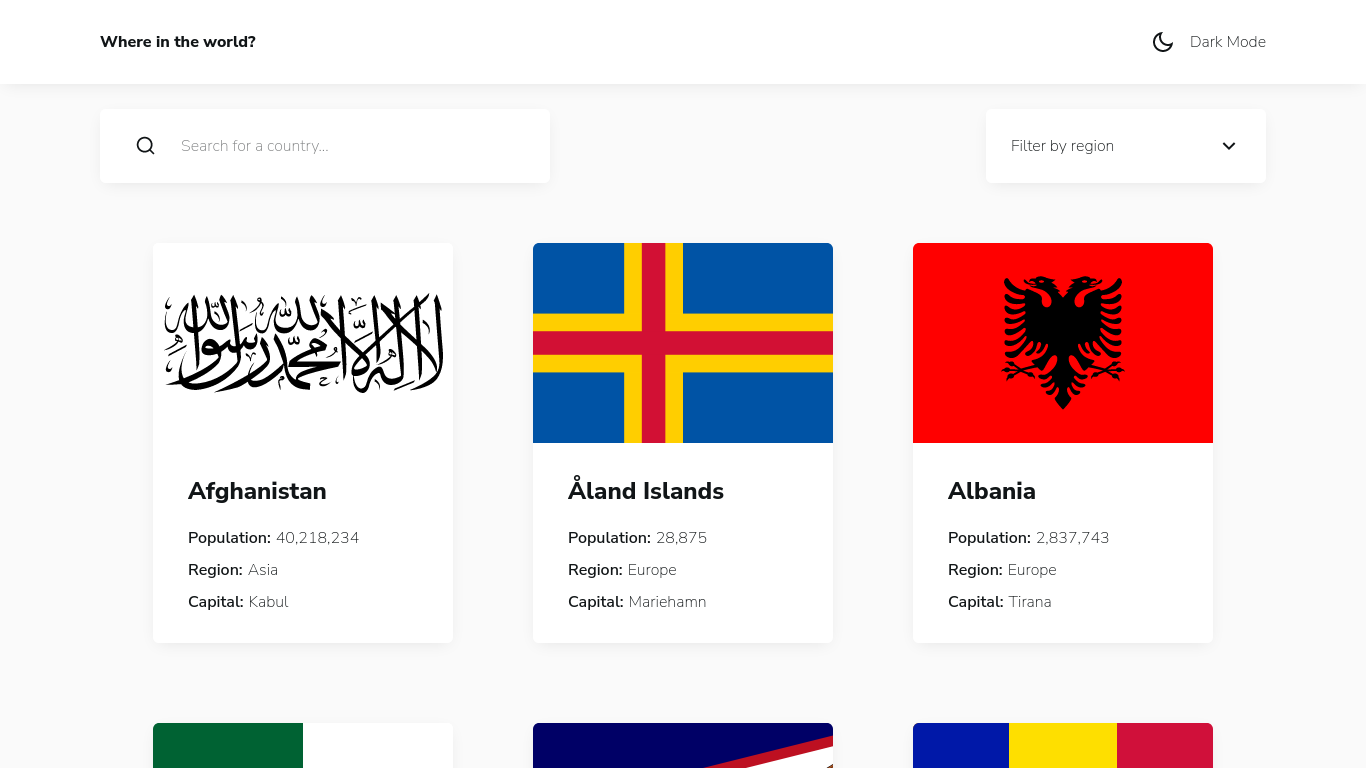 Where in the world?
Dark Mode
Search for a country...
Filter by region
لا إله إلا الله محمد رسول الله
Afghanistan
Population: 40,218,234
Region: Asia
Capital: Kabul
Åland Islands
Population: 28,875
Region: Europe
Capital: Mariehamn
Albania
Population: 2,837,743
Region: Europe
Capital: Tirana